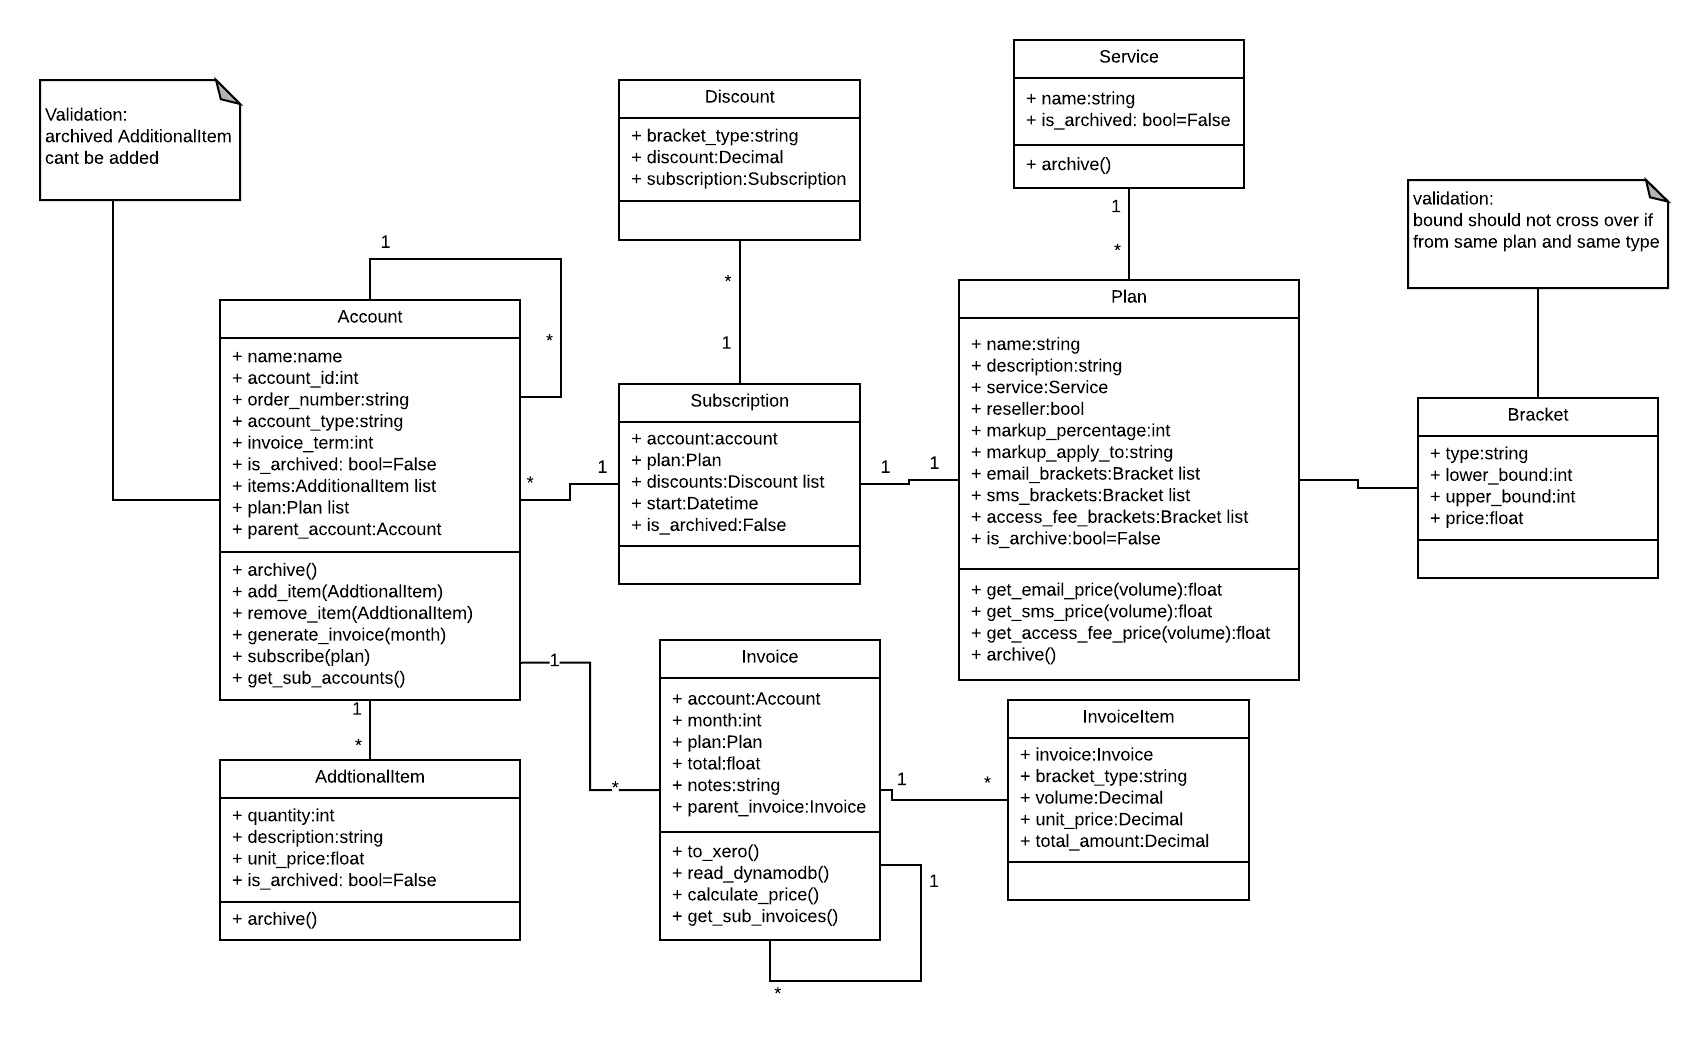 Validation:
archived AdditionalItem
cant be added
Discount
+ bracket_type:string
+ discount:Decimal
+ subscription:Subscription
Service
+ name:string
+ is_archived: bool=False
+ archive()
validation:
bound should not cross over if
from same plan and same type
1
*
1
*
*
1
Account
+ name:name
+ account_id:int
+ order_number:string
+ account_type:string
+ invoice_term:int
+ is_archived: bool=False
+ items:AdditionalItem list
+ plan:Plan list
+ parent_account:Account
+ archive()
+ add_item(AddtionalItem)
+ remove_item(AddtionalItem)
+ generate_invoice(month)
+ subscribe(plan)
+ get_sub_accounts()
*
1
Subscription
+ account:account
+ plan:Plan
+ discounts:Discount list
+ start:Datetime
+ is_archived:False
1
1
Plan
+ name:string
+ description:string
+ service:Service
+ reseller:bool
+ markup_percentage:int
+ markup_apply_to:string
+ email_brackets:Bracket list
+ sms_brackets:Bracket list
+ access_fee_brackets:Bracket list
+ is_archive:bool=False
+ get_email_price(volume):float
+ get_sms_price(volume):float
+ get_access_fee_price(volume):float
+ archive()
Bracket
+ type:string
+ lower_bound:int
+ upper_bound:int
+ price:float
1
*
1
*
AddtionalItem
+ quantity:int
+ description:string
+ unit_price:float
+ is_archived: bool=False
+ archive()
Invoice
+ account:Account
+ month:int
+ plan:Plan
+ total:float
+ notes:string
+ parent_invoice:Invoice
+ to_xero()
+ read_dynamodb()
+ calculate_price()
+ get_sub_invoices()
1
*
InvoiceItem
+ invoice:Invoice
+ bracket_type:string
+ volume:Decimal
+ unit_price:Decimal
+ total_amount:Decimal
1
*